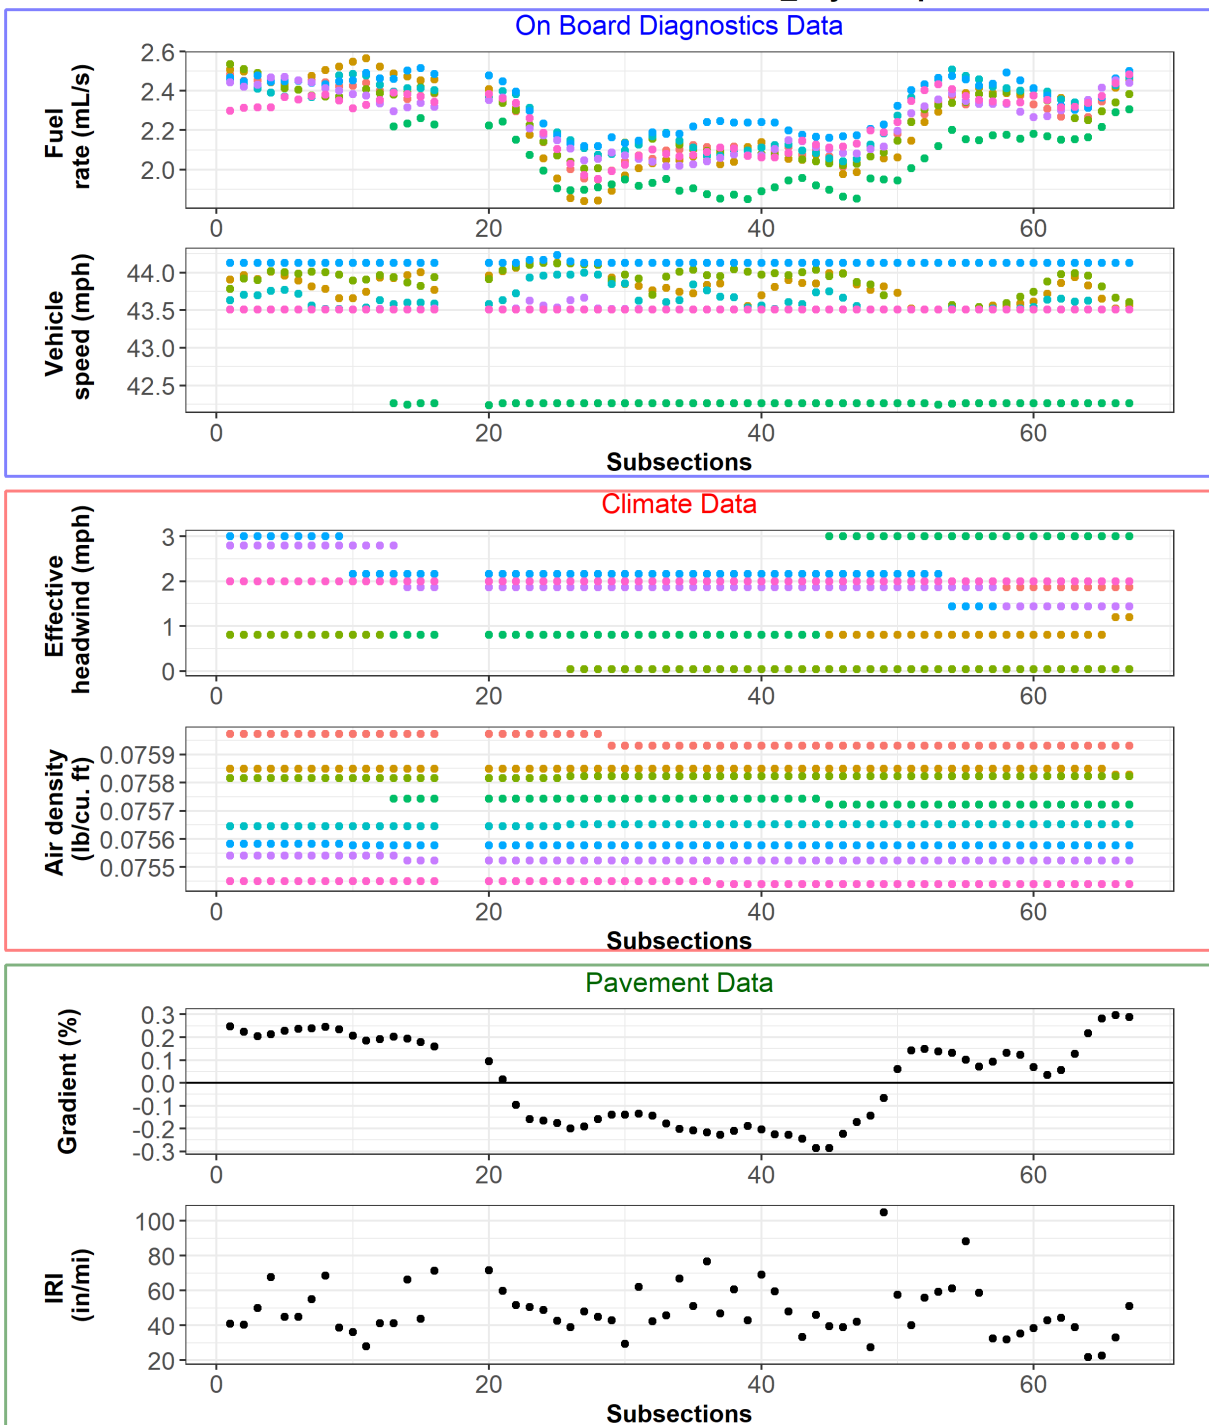 On Board Diagnostics Data
Fuel
rate (mL/s)
2.6
2.4
2.2
2.0
0 20 40 60
Vehicle
speed (mph)
44.0
43.5
43.0
42.5
0 20 40 60
Subsections
Climate Data
Effective
headwind (mph)
3
2
1
0
0 20 40 60
Air density
(lb/cu. ft)
0.0759
0.0758
0.0757
0.0756
0.0755
0 20 40 60
Subsections
Pavement Data
Gradient (%)
0.3
0.2
0.1
0.0
-0.1
-0.2
-0.3
0 20 40 60
IRI
(in/mi)
100
80
60
40
20
0 20 40 60
Subsections